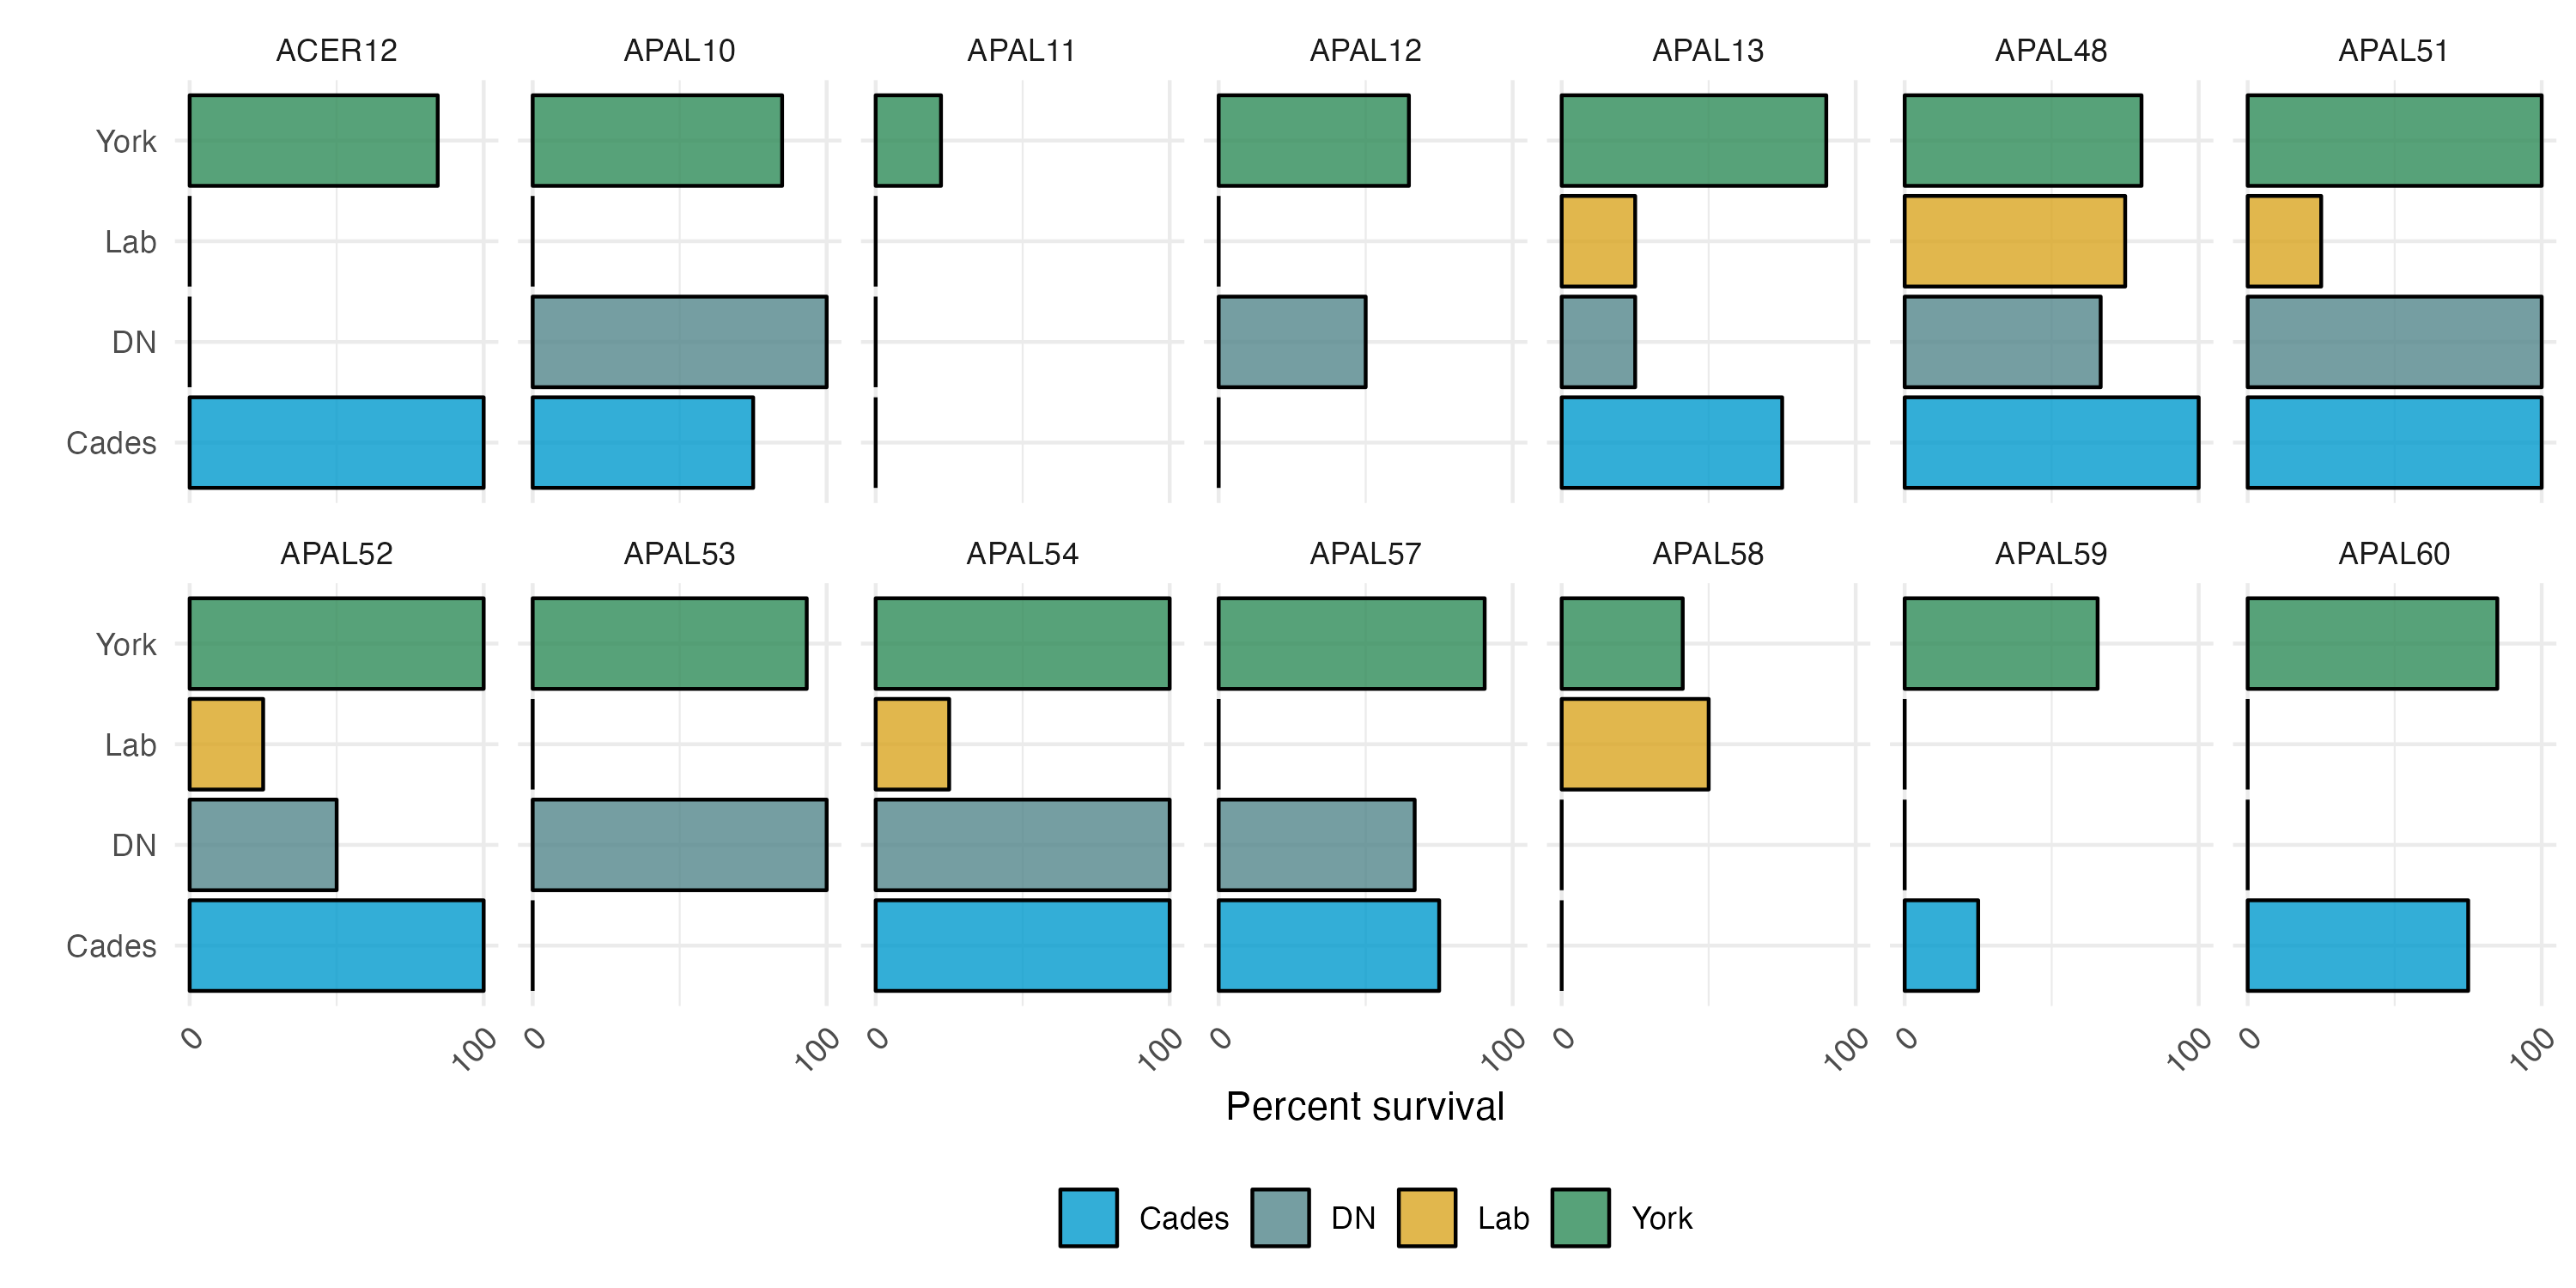 ACER12 APAL10 APAL11 APAL12 APAL13 APAL48 APAL51
York
Lab
DN
Cades
APAL52 APAL53 APAL54 APAL57 APAL58 APAL59 APAL60
York
Lab
DN
Cades
0 100 0 100 0 100 0 100 0 100 0 100 0 100
Percent survival
Cades DN Lab York